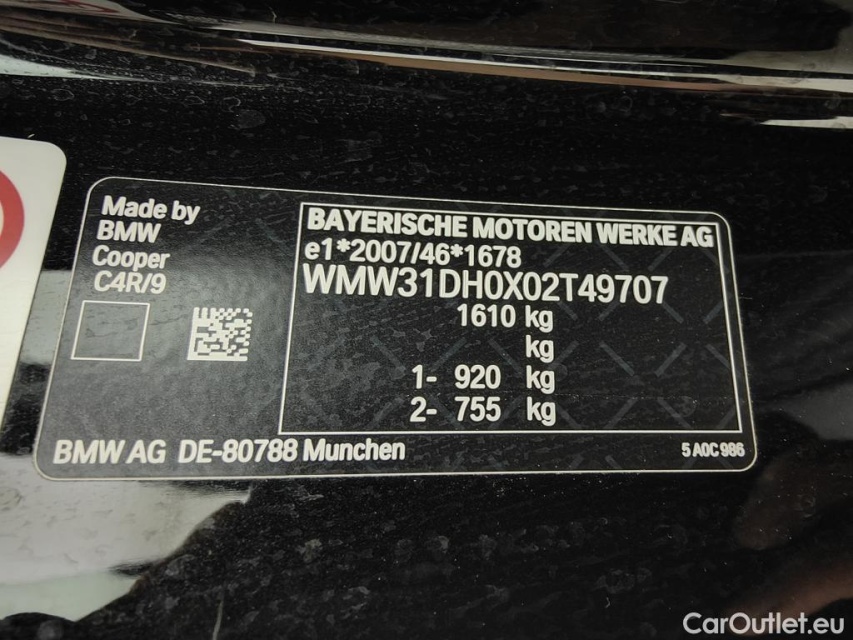 Made by
BMW
Cooper
C4R/9
BAYERISCHE MOTOREN WERKE AG
e1*2007/46*1678
WMW31DH0X02T49707
1610 kg
kg
1- 920 kg
2- 755 kg
BMW AG DE-80788 Munchen
5 A0C 986
CarOutlet.eu